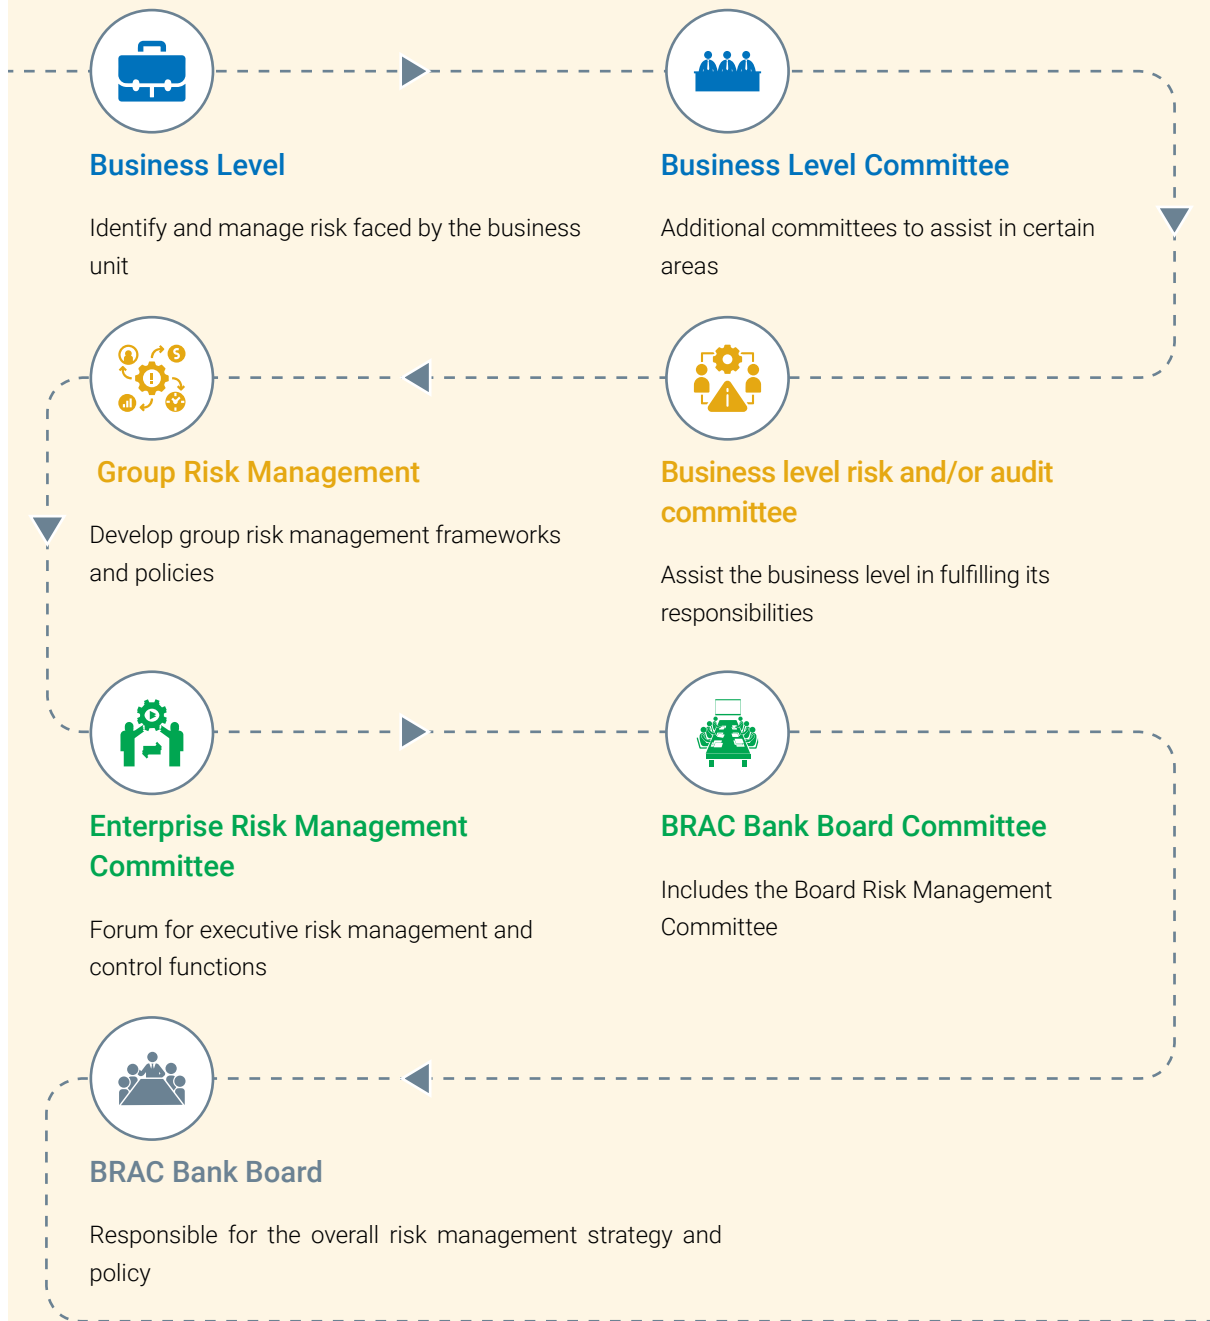 Business Level
Identify and manage risk faced by the business
unit
Business Level Committee
Additional committees to assist in certain
areas
Group Risk Management
Develop group risk management frameworks
and policies
Business level risk and/or audit
committee
Assist the business level in fulfilling its
responsibilities
Enterprise Risk Management
Committee
Forum for executive risk management and
control functions
BRAC Bank Board Committee
Includes the Board Risk Management
Committee
BRAC Bank Board
Responsible for the overall risk management strategy and
policy